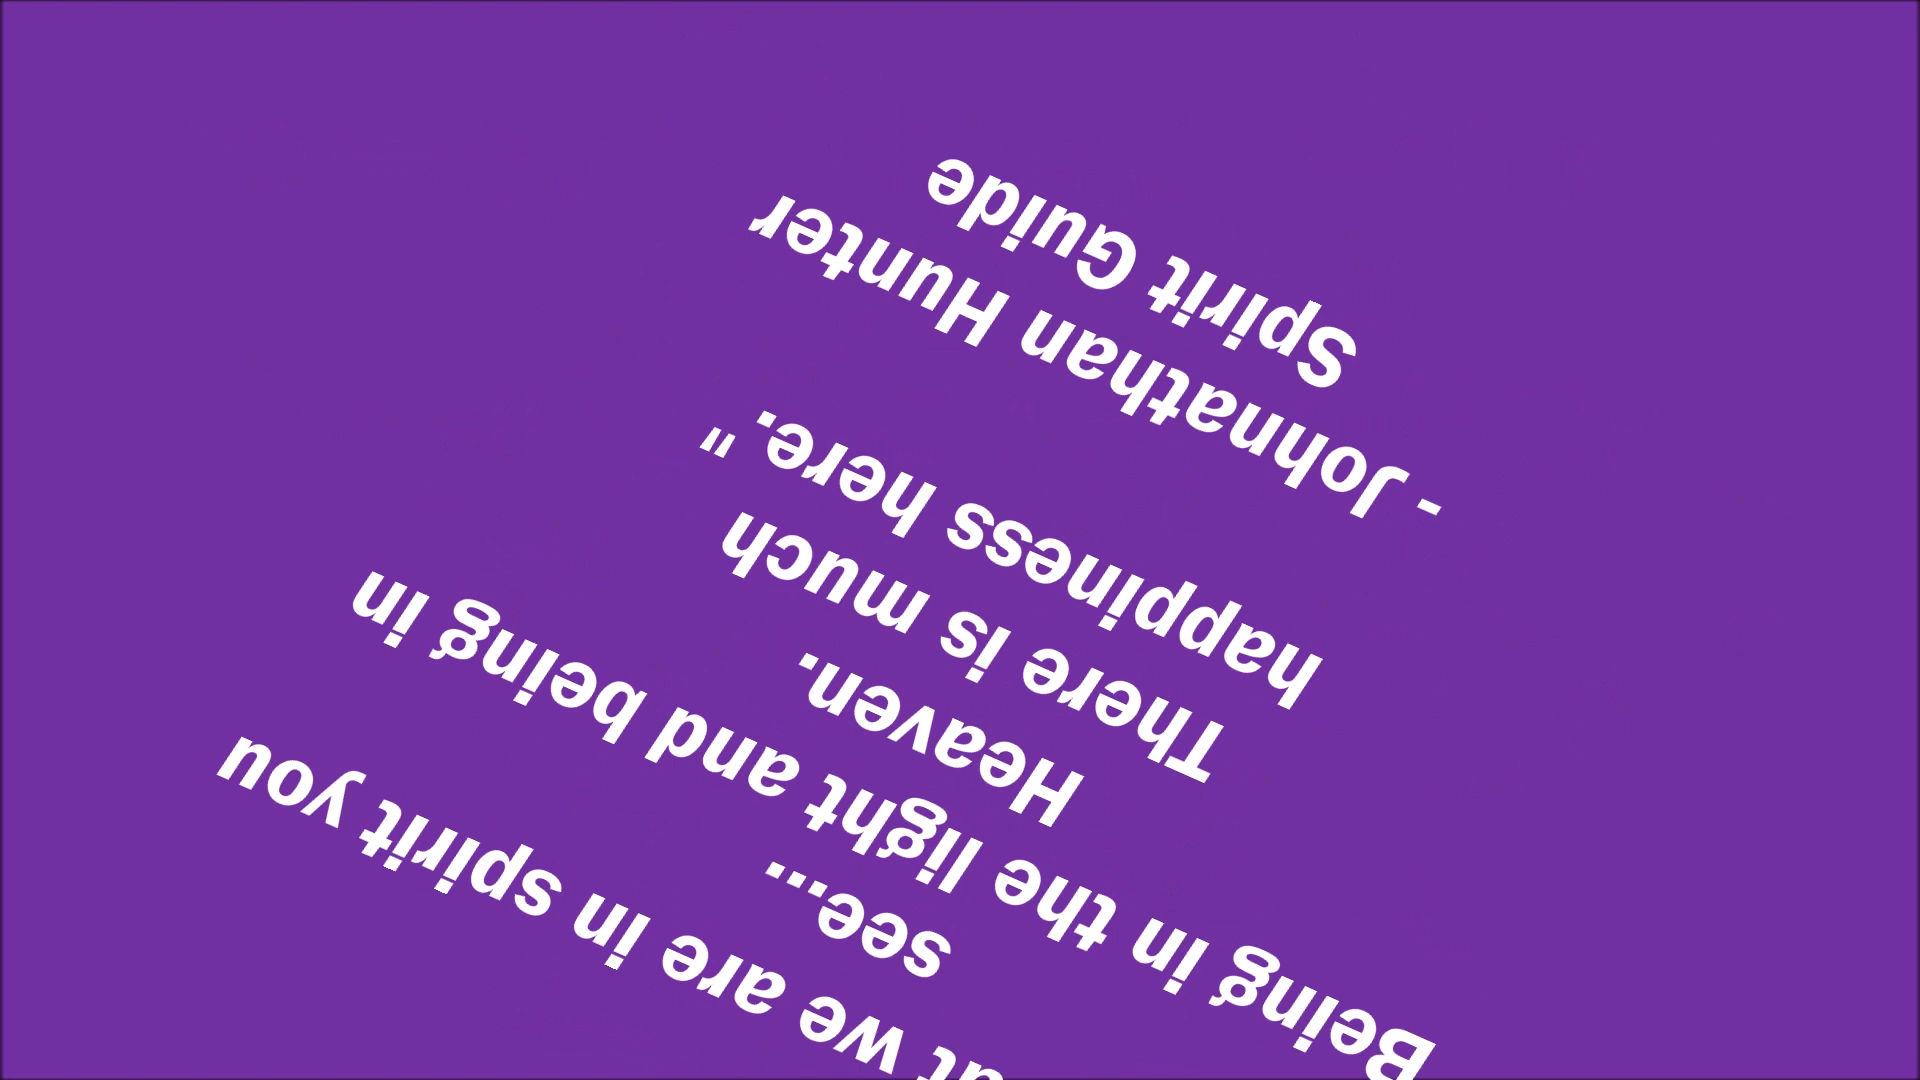 we are in spirit you
see...
Being in the light and being in
Heaven.
There is much
happiness here. "
- Johnathan Hunter
Spirit Guide